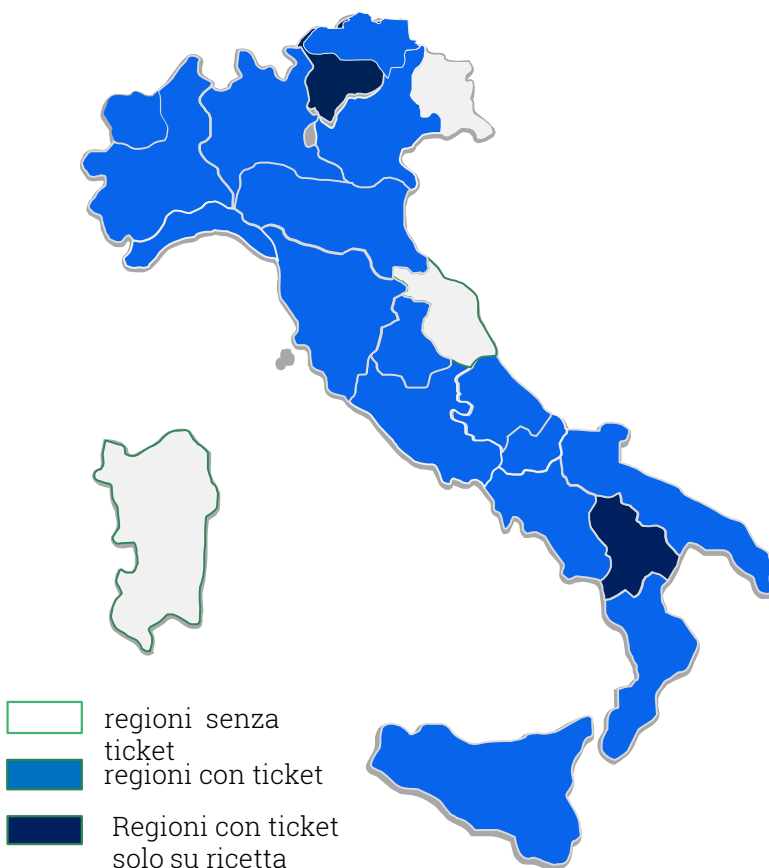 regioni senza
ticket
regioni con ticket
Regioni con ticket
solo su ricetta